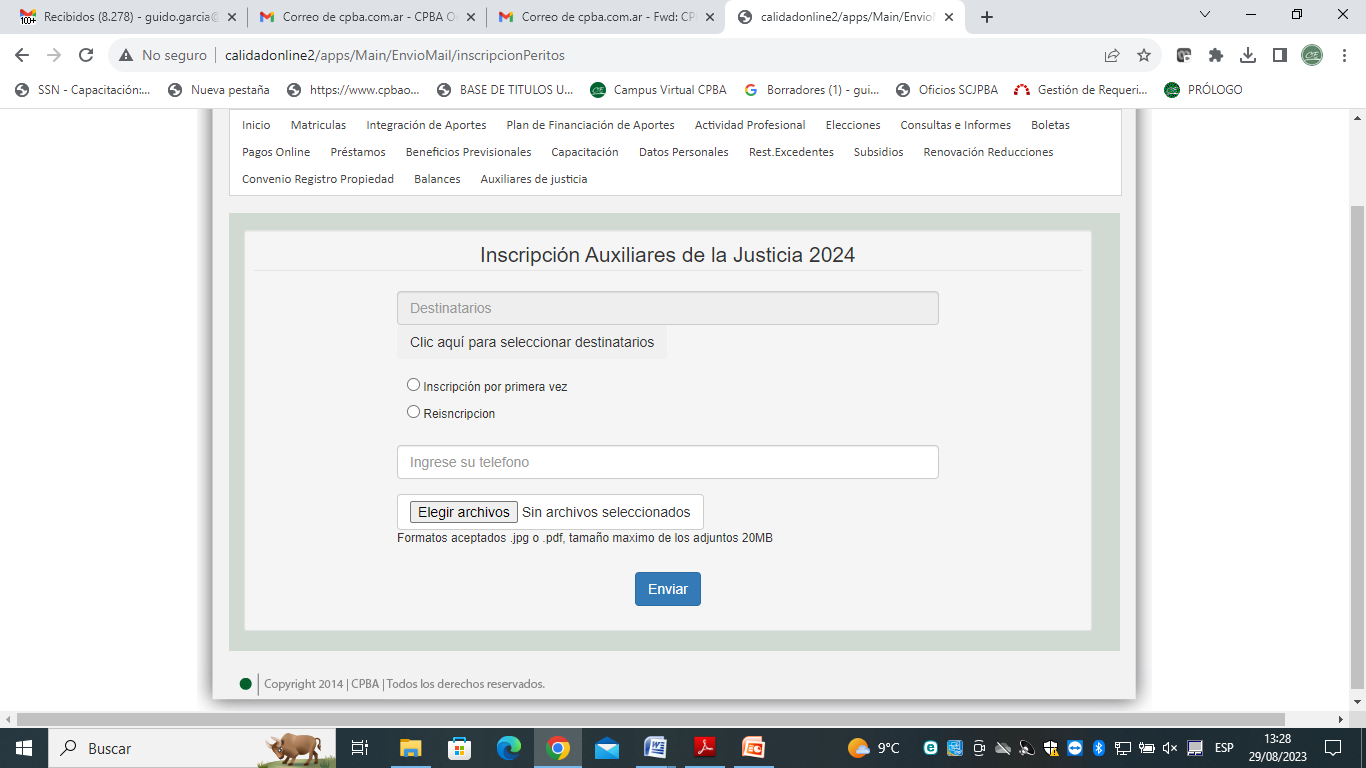 Recibidos (8.278) - guido.garcia@
Correo de cpba.com.ar - CPBA O
Correo de cpba.com.ar - Fwd: CP
calidadonline2/apps/Main/EnvioM
No seguro
calidadonline2/apps/Main/EnvioMail/inscripcionPeritos
SSN - Capacitación:...
Nueva pestaña
https://www.cpbao...
BASE DE TITULOS U...
Campus Virtual CPBA
Borradores (1) - gui...
Oficios SCJPBA
Gestión de Requeri...
PRÓLOGO
Inicio Matriculas Integración de Aportes Plan de Financiación de Aportes Actividad Profesional Elecciones Consultas e Informes Boletas
Pagos Online Préstamos Beneficios Previsionales Capacitación Datos Personales Rest.Excedentes Subsidios Renovación Reducciones
Convenio Registro Propiedad Balances Auxiliares de justicia
Inscripción Auxiliares de la Justicia 2024
Destinatarios
Clic aquí para seleccionar destinatarios
Inscripción por primera vez
Reisncripcion
Ingrese su telefono
Elegir archivos Sin archivos seleccionados
Formatos aceptados .jpg o .pdf, tamaño maximo de los adjuntos 20MB
Enviar
Copyright 2014 | CPBA | Todos los derechos reservados.
Buscar
9°C
ESP
13:28
29/08/2023